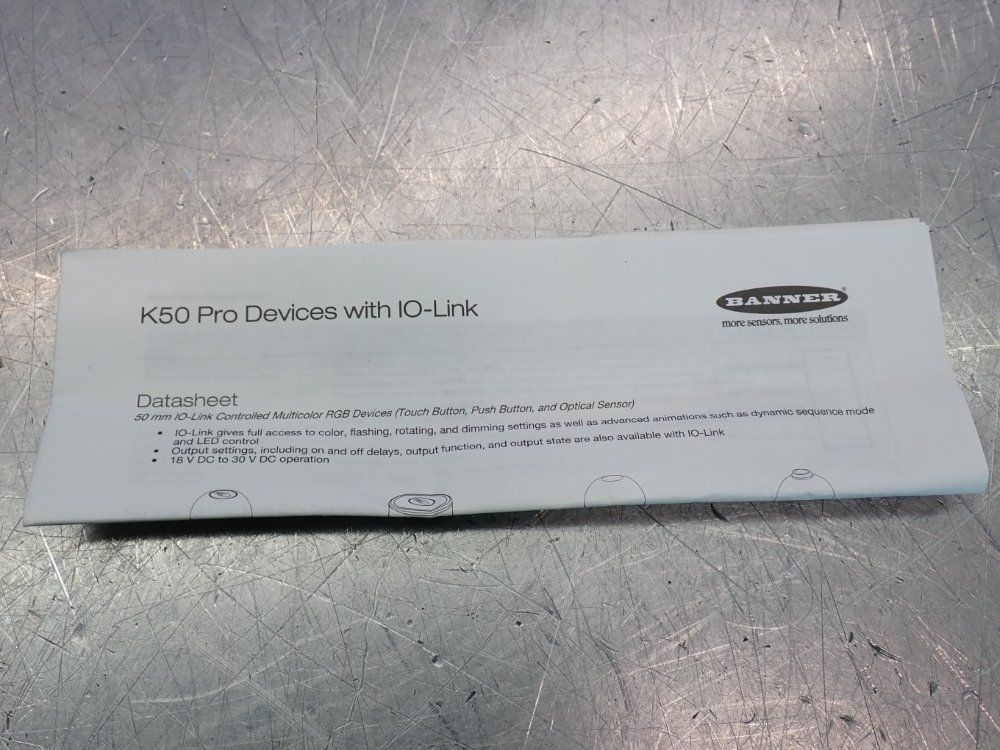 K50 Pro Devices with IO-Link
BANNER
more sensors, more solutions
Datasheet
50 mm IO-Link Controlled Multicolor RGB Devices (Touch Button, Push Button, and Optical Sensor)
• IO-Link gives full access to color, flashing, rotating, and dimming settings as well as advanced animations such as dynamic sequence mode
and LED control
• Output settings, including on and off delays, output function, and output state are also available with IO-Link
• 18 V DC to 30 V DC operation